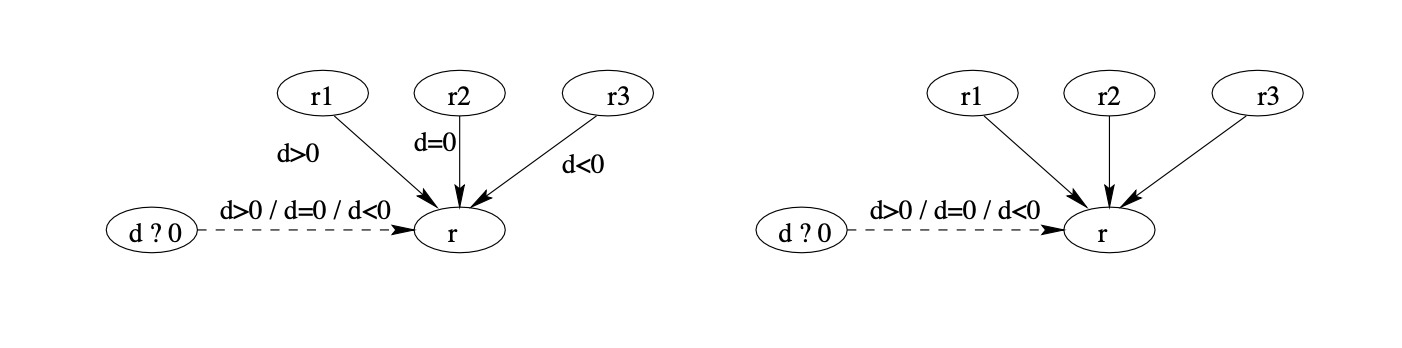 r1 r2 r3 r1 r2 r3
d=0
d>0 d<0
d>0 / d=0 / d<0 d>0 / d=0 / d<0
d ? 0 r d ? 0 r